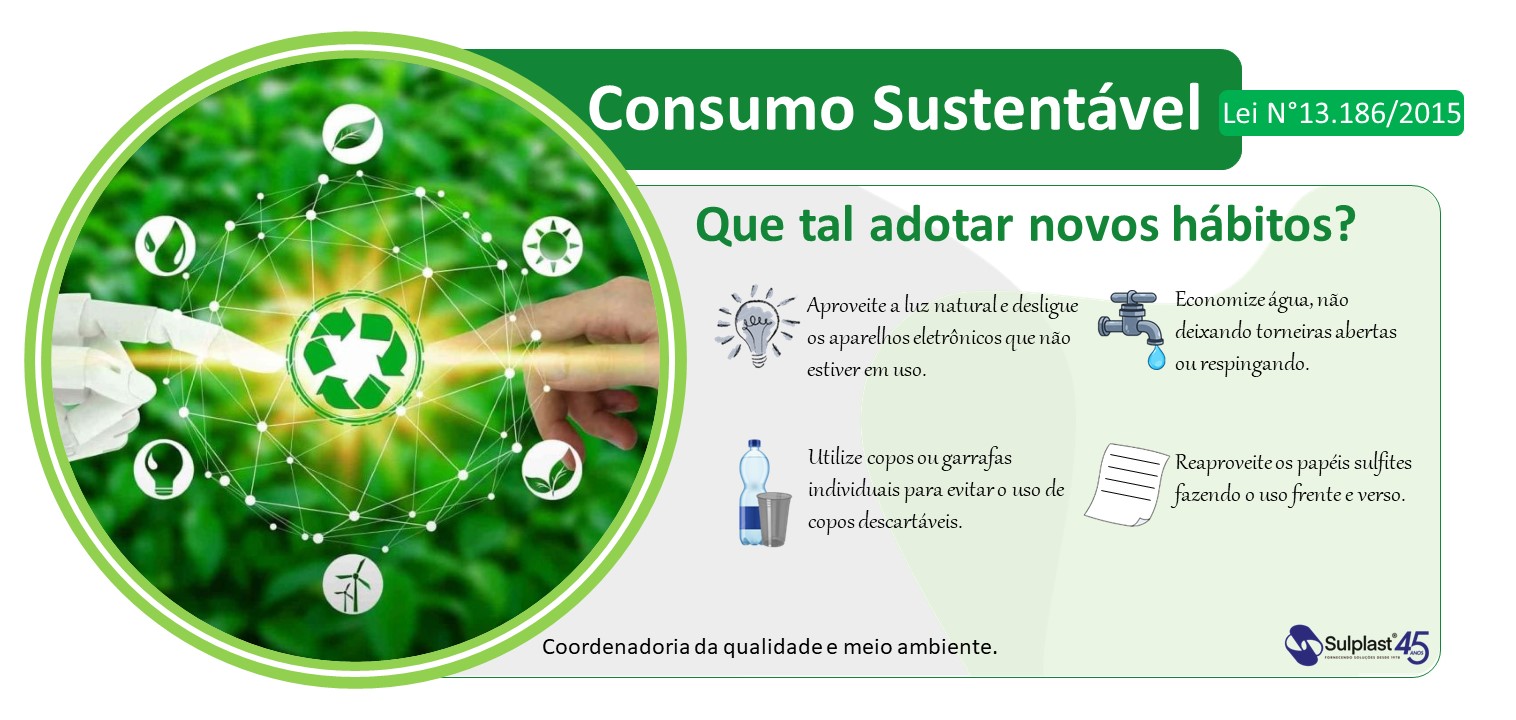 Consumo Sustentável
Lei N°13.186/2015
Que tal adotar novos hábitos?
Aproveite a luz natural e desligue
os aparelhos eletrônicos que não
estiver em uso.
Economize água, não
deixando torneiras abertas
ou respingando.
Utilize copos ou garrafas
individuais para evitar o uso de
copos descartáveis.
Reaproveite os papéis sulfites
fazendo o uso frente e verso.
Coordenadoria da qualidade e meio ambiente.
Sulplast® 45 ANOS
FORNECENDO SOLUÇÕES DESDE 1978